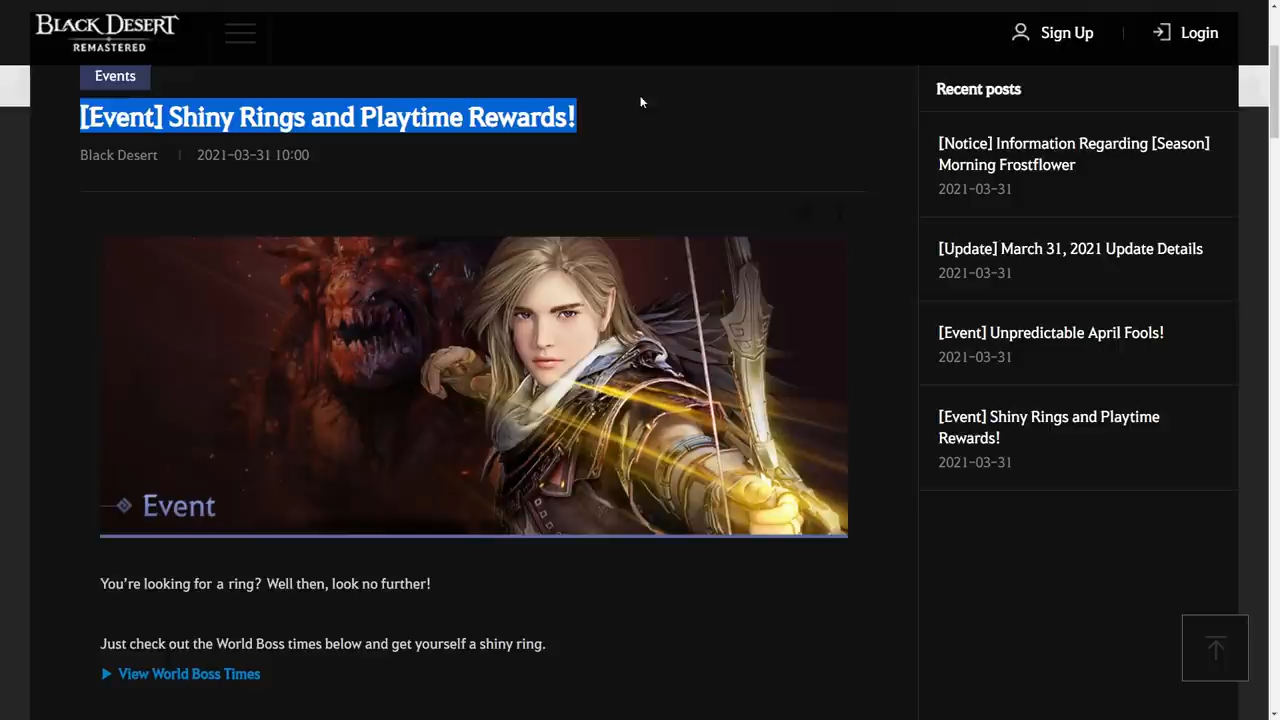 BLACK DESERT
REMASTERED
Sign Up
Login
Events
[Event] Shiny Rings and Playtime Rewards!
Black Desert
2021-03-31 10:00
Event
You're looking for a ring? Well then, look no further!
Just check out the World Boss times below and get yourself a shiny ring.
▶ View World Boss Times
Recent posts
[Notice] Information Regarding [Season]
Morning Frostflower
2021-03-31
[Update] March 31, 2021 Update Details
2021-03-31
[Event] Unpredictable April Fools!
2021-03-31
[Event] Shiny Rings and Playtime
Rewards!
2021-03-31